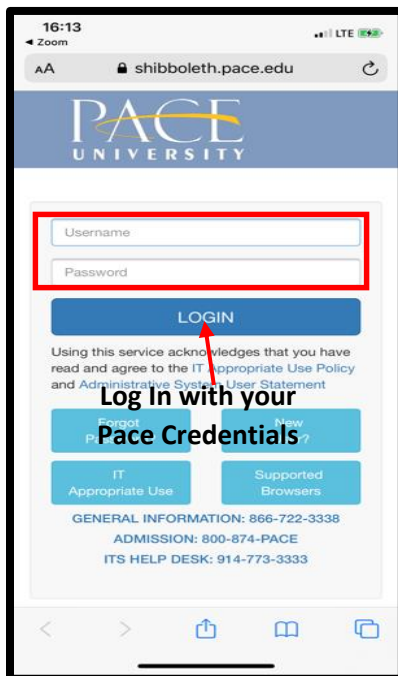 16:13
LTE
◄ Zoom
AA shibboleth.pace.edu
PACE
UNIVERSITY
Username
Password
LOGIN
Using this service acknowledges that you have
read and agree to the IT Appropriate Use Policy
and Administrative System User Statement
Log In with your
Pace Credentials
Forgot
New
IT
Appropriate Use
Supported
Browsers
GENERAL INFORMATION: 866-722-3338
ADMISSION: 800-874-PACE
ITS HELP DESK: 914-773-3333